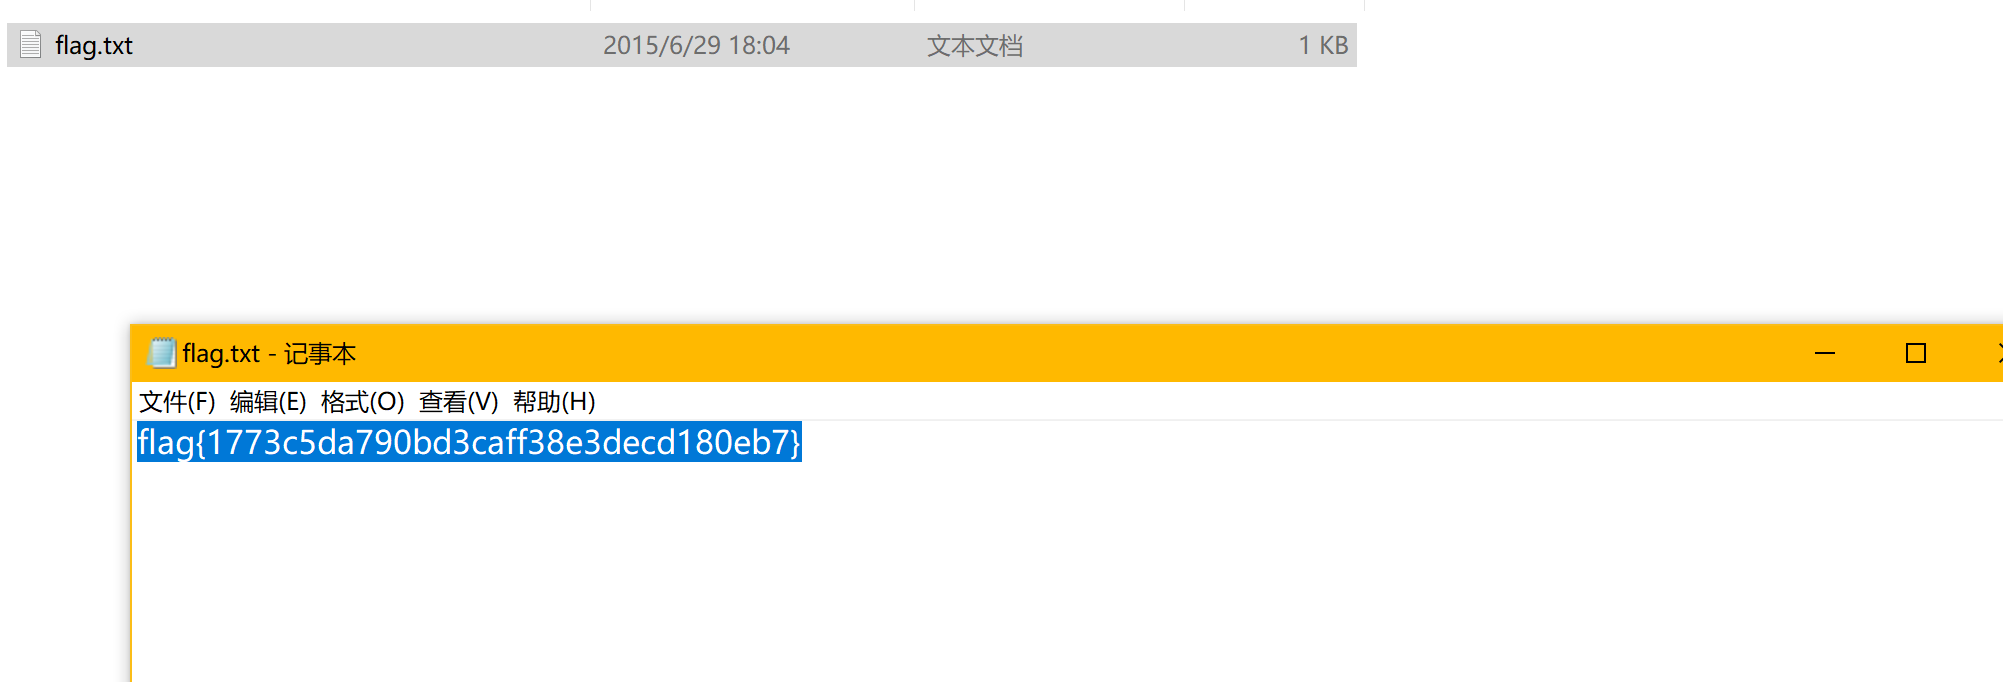 flag.txt 2015/6/29 18:04 文本文档 1 KB
flag.txt - 记事本
文件(F) 编辑(E) 格式(O) 查看(V) 帮助(H)
flag{1773c5da790bd3caff38e3decd180eb7}